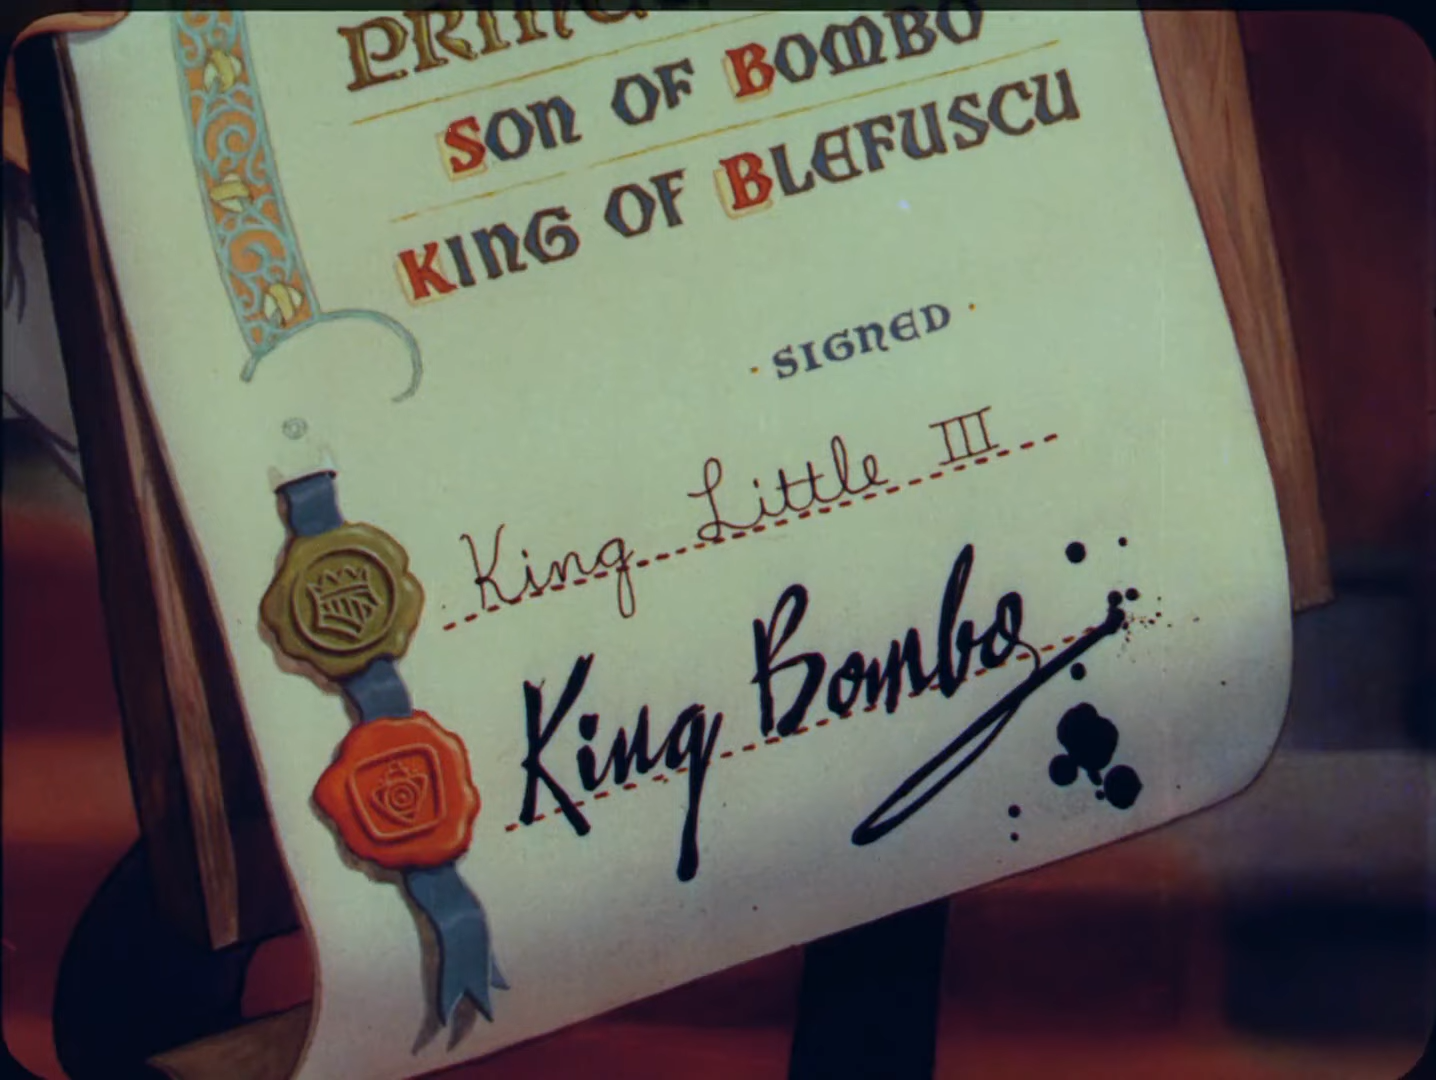 SON OF BOMBO
KING OF BLEFUSCU
· SIGNED ·
King Little III
King Bombo